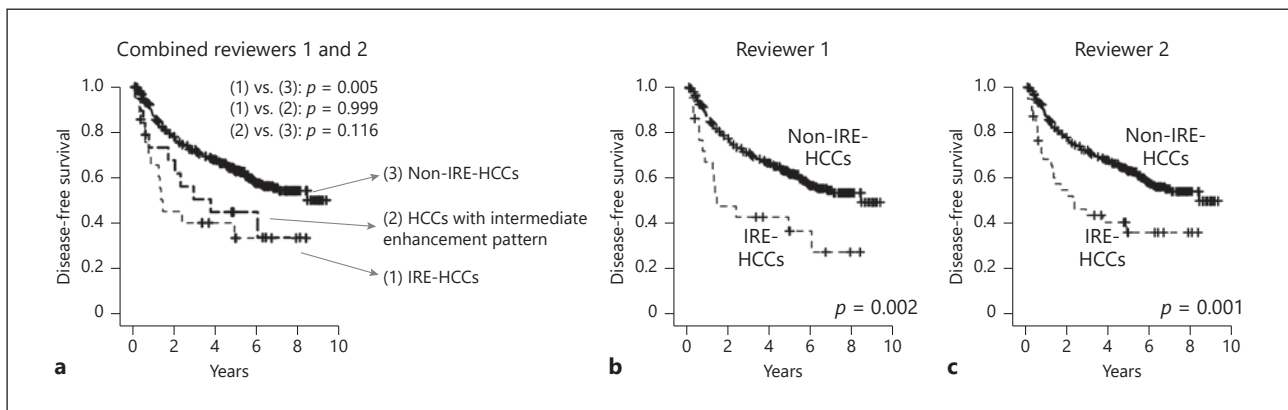 Combined reviewers 1 and 2
(1) vs. (3): p = 0.005
(1) vs. (2): p = 0.999
(2) vs. (3): p = 0.116
1.0
0.8
0.6
0.4
0.2
0
Disease-free survival
(3) Non-IRE-HCCs
(2) HCCs with intermediate
enhancement pattern
(1) IRE-HCCs
0 2 4 6 8 10
Years
a
Reviewer 1
1.0
0.8
0.6
0.4
0.2
0
Disease-free survival
Non-IRE-
HCCs
IRE-
HCCs
p = 0.002
0 2 4 6 8 10
Years
b
Reviewer 2
1.0
0.8
0.6
0.4
0.2
0
Disease-free survival
Non-IRE-
HCCs
IRE-
HCCs
p = 0.001
0 2 4 6 8 10
Years
c